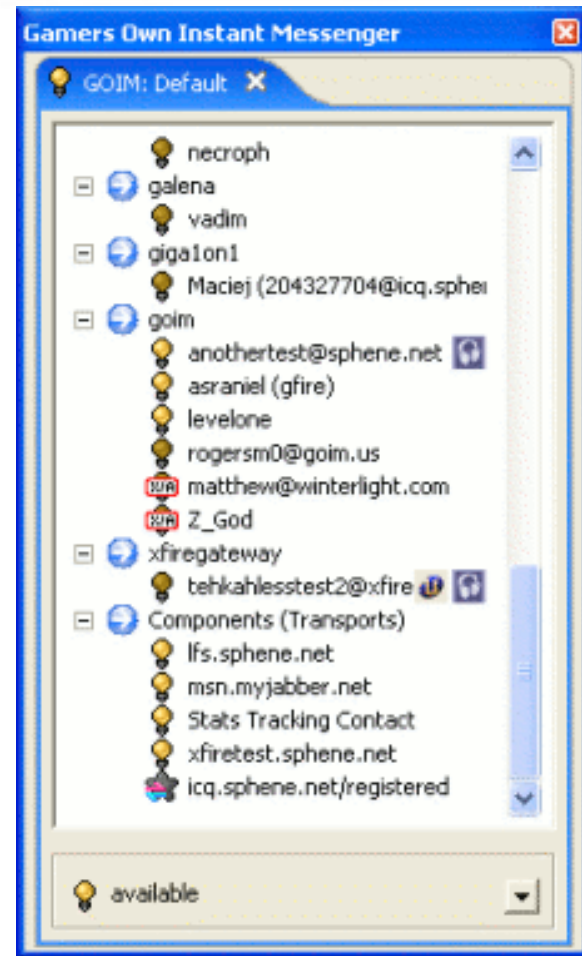 Gamers Own Instant Messenger
GOIM: Default
necroph
galena
vadim
giga1on1
Maciej (204327704@icq.sphe
goim
anothertest@sphene.net
asraniel (gfire)
levelone
rogersm0@goim.us
X/A matthew@winterlight.com
X/A Z_God
xfiregateway
tehkahlesstest2@xfire
Components (Transports)
lfs.sphene.net
msn.myjabber.net
Stats Tracking Contact
xfiretest.sphene.net
icq.sphene.net/registered
available